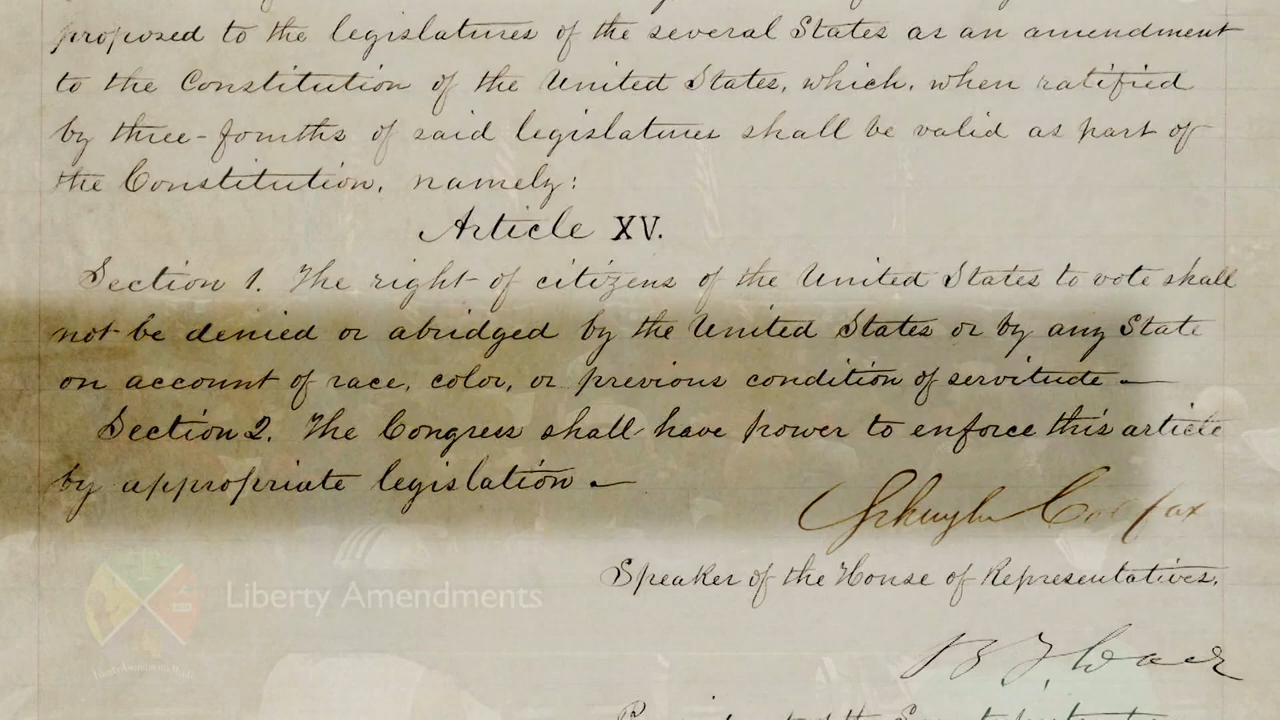 proposed to the legislatures of the several States as an amendment
to the Constitution of the United States, which, when ratified
by three-fourths of said legislatures shall be valid as part of
the Constitution, namely:
Article XV.
Section 1. The right of citizens of the United States to vote shall
not be denied or abridged by the United States or by any State
on account of race, color, or previous condition of servitude —
Section 2. The Congress shall have power to enforce this article
by appropriate legislation —
Schuyler Colfax
Speaker of the House of Representatives.
Liberty Amendments
B F Wade